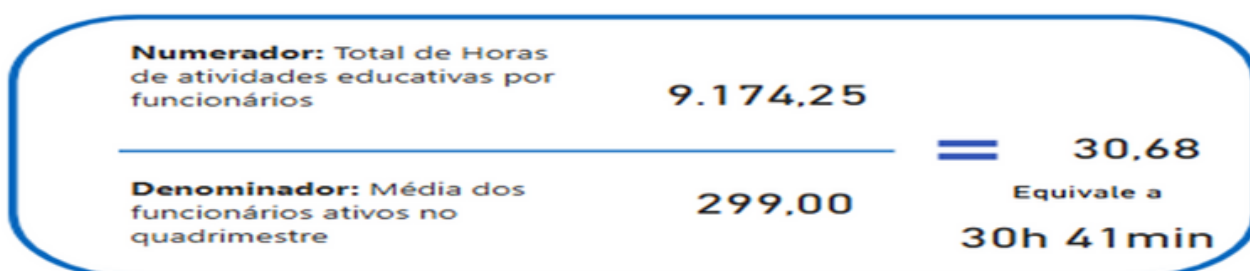 Numerador: Total de Horas
de atividades educativas por
funcionários
9.174,25
=
30,68
Equivale a
30h 41min
Denominador: Média dos
funcionários ativos no
quadrimestre
299,00